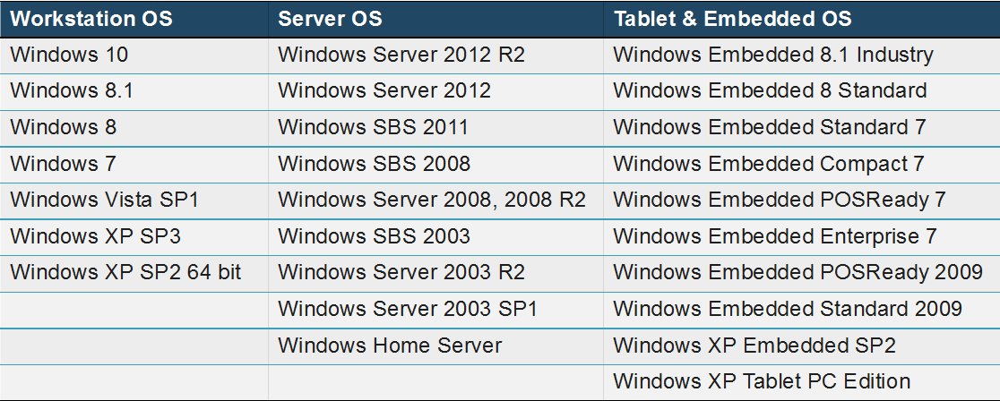 Workstation OS Server OS Tablet & Embedded OS
Windows 10 Windows Server 2012 R2 Windows Embedded 8.1 Industry
Windows 8.1 Windows Server 2012 Windows Embedded 8 Standard
Windows 8 Windows SBS 2011 Windows Embedded Standard 7
Windows 7 Windows SBS 2008 Windows Embedded Compact 7
Windows Vista SP1 Windows Server 2008, 2008 R2 Windows Embedded POSReady 7
Windows XP SP3 Windows SBS 2003 Windows Embedded Enterprise 7
Windows XP SP2 64 bit Windows Server 2003 R2 Windows Embedded POSReady 2009
Windows Server 2003 SP1 Windows Embedded Standard 2009
Windows Home Server Windows XP Embedded SP2
Windows XP Tablet PC Edition